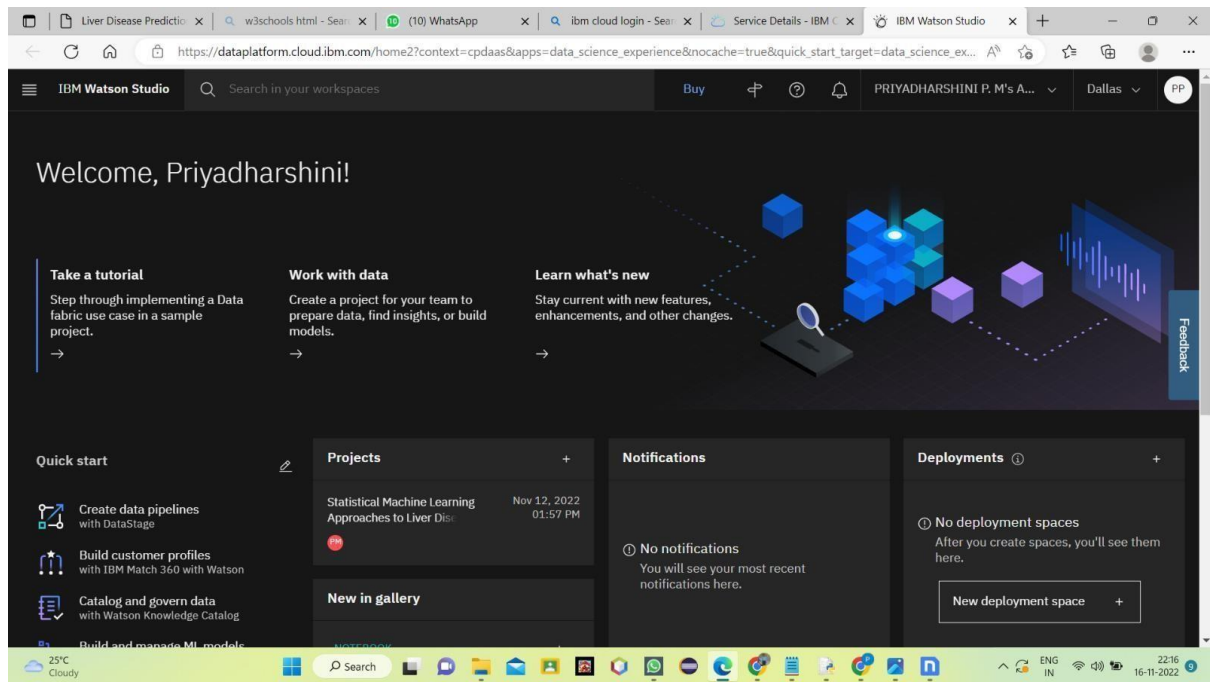 Liver Disease Predictio
w3schools html - Sear
(10) WhatsApp
ibm cloud login - Sear
Service Details - IBM C
IBM Watson Studio
https://dataplatform.cloud.ibm.com/home2?context=cpdaas&apps=data_science_experience&nocache=true&quick_start_target=data_science_ex...
IBM Watson Studio
Search in your workspaces
Buy
PRIYADHARSHINI P. M's A...
Dallas
PP
Welcome, Priyadharshini!
Take a tutorial
Step through implementing a Data
fabric use case in a sample
project.
Work with data
Create a project for your team to
prepare data, find insights, or build
models.
Learn what's new
Stay current with new features,
enhancements, and other changes.
Feedback
Quick start
Create data pipelines
with DataStage
Build customer profiles
with IBM Match 360 with Watson
Catalog and govern data
with Watson Knowledge Catalog
Build and manage ML models
Projects
Statistical Machine Learning
Approaches to Liver Dise
Nov 12, 2022
01:57 PM
PM
New in gallery
NOTEBOOK
Notifications
No notifications
You will see your most recent
notifications here.
Deployments
No deployment spaces
After you create spaces, you'll see them
here.
New deployment space +
25°C
Cloudy
Search
ENG
IN
22:16
16-11-2022
9